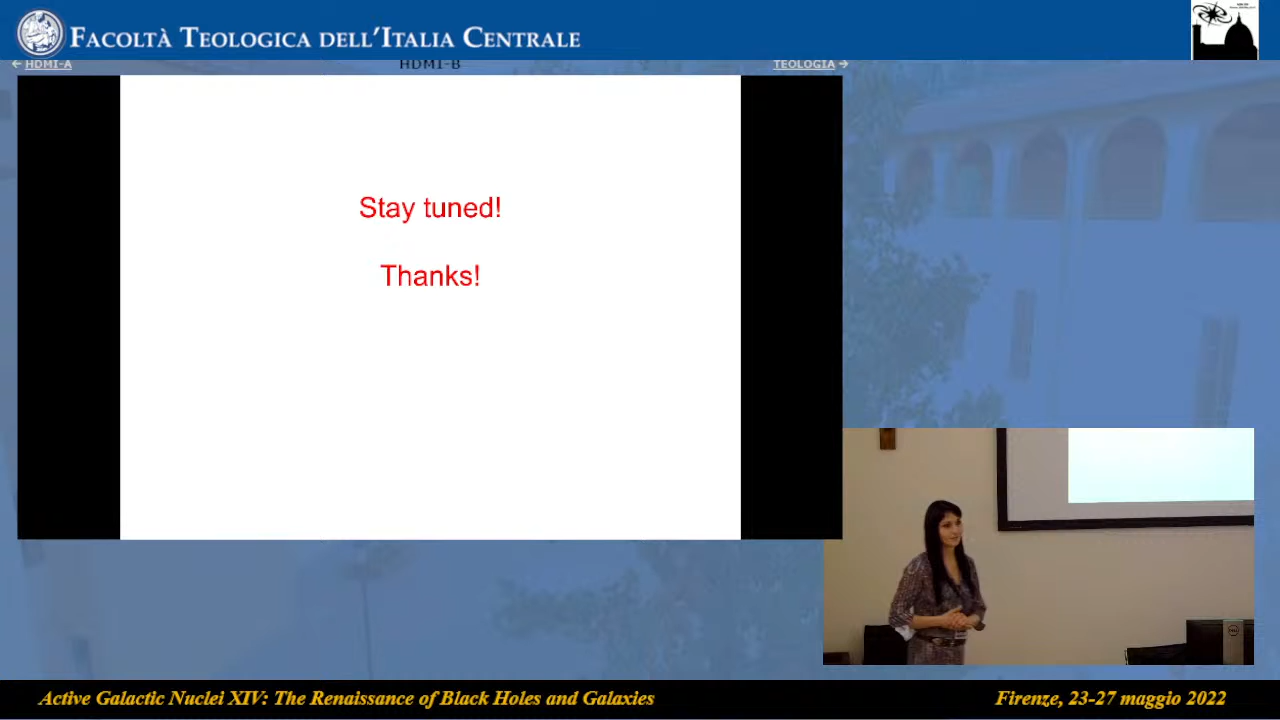 FACOLTÀ TEOLOGICA DELL'ITALIA CENTRALE
← HDMI-A HDMI-B TEOLOGIA →
Stay tuned!
Thanks!
DELL
Active Galactic Nuclei XIV: The Renaissance of Black Holes and Galaxies Firenze, 23-27 maggio 2022